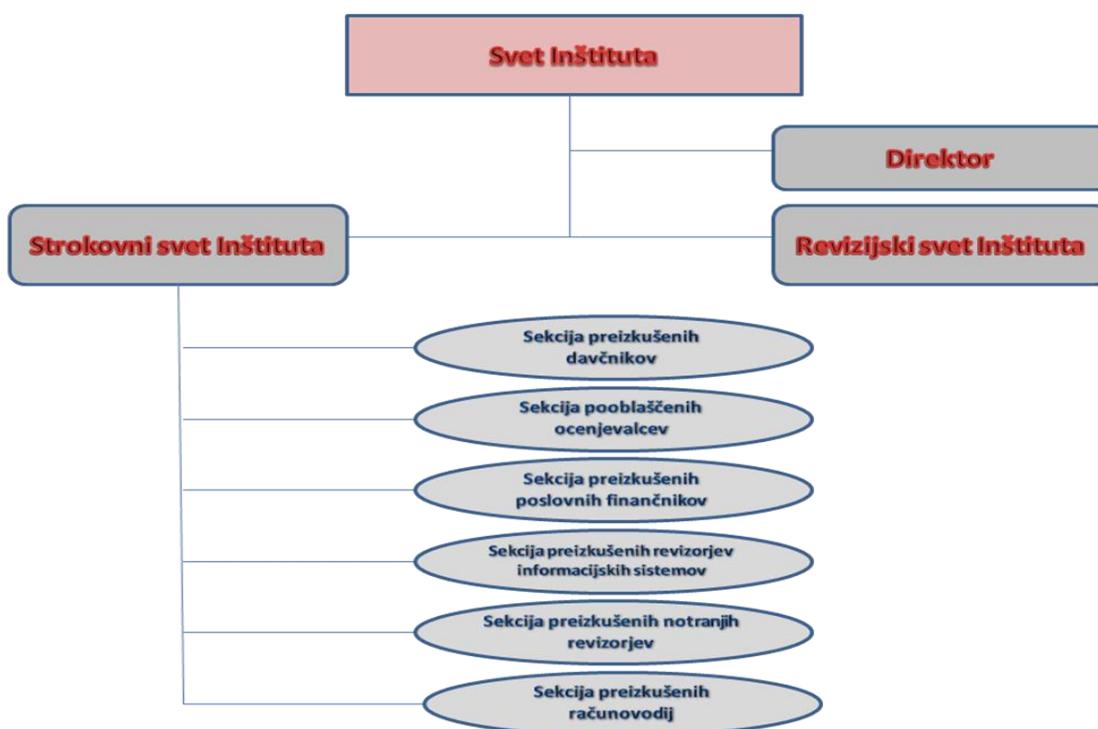 Svet Inštituta
Direktor
Strokovni svet Inštituta
Revizijski svet Inštituta
Sekcija preizkušenih
davčnikov
Sekcija pooblaščenih
ocenjevalcev
Sekcija preizkušenih
poslovnih finančnikov
Sekcija preizkušenih revizorjev
informacijskih sistemov
Sekcija preizkušenih notranjih
revizorjev
Sekcija preizkušenih
računovodij